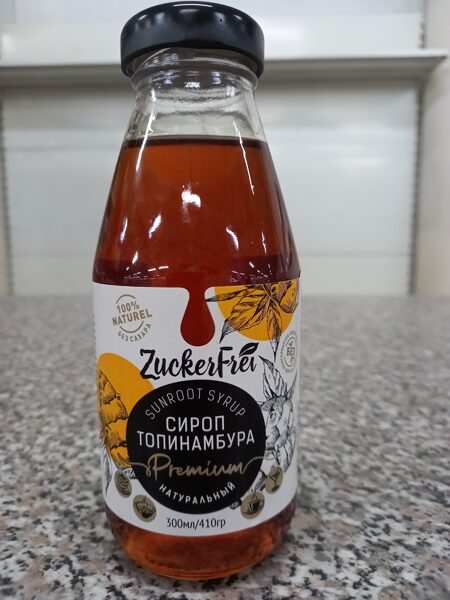 100%
NATUREL
БЕЗ САХАРА
ZuckerFrei
SUNROOT SYRUP
СИРОП
ТОПИНАМБУРА
Premium
НАТУРАЛЬНЫЙ
300мл/410гр